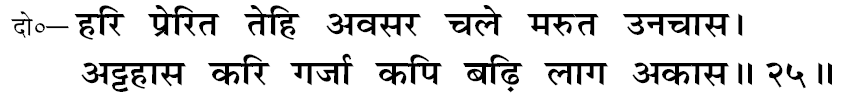 दो०— हरि प्रेरित तेहि अवसर चले मरुत उनचास।
अट्टहास करि गर्जा कपि बढ़ि लाग अकास॥ २५॥